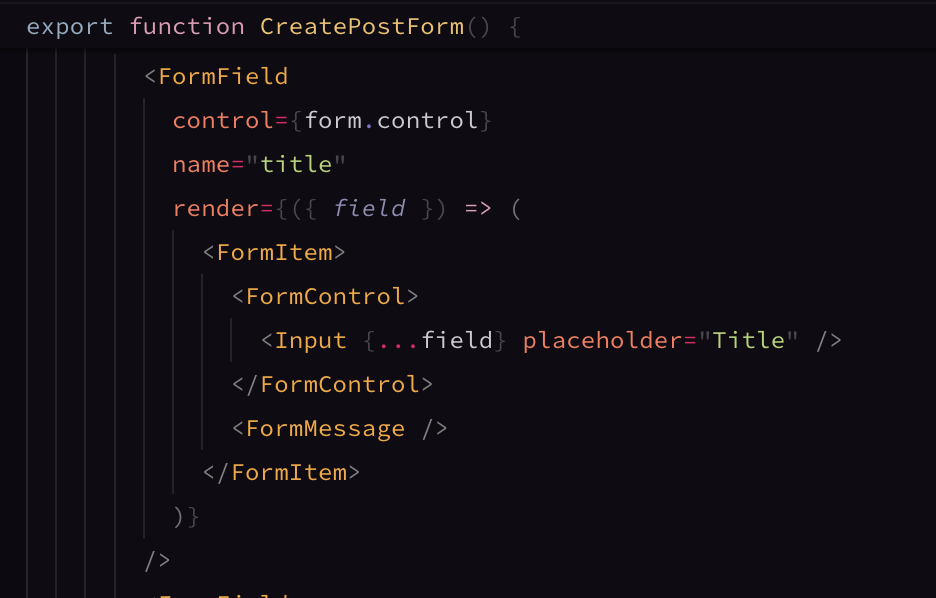 export function CreatePostForm() {
<FormField
control={form.control}
name="title"
render={({ field }) => (
<FormItem>
<FormControl>
<Input {...field} placeholder="Title" />
</FormControl>
<FormMessage />
</FormItem>
)}
/>